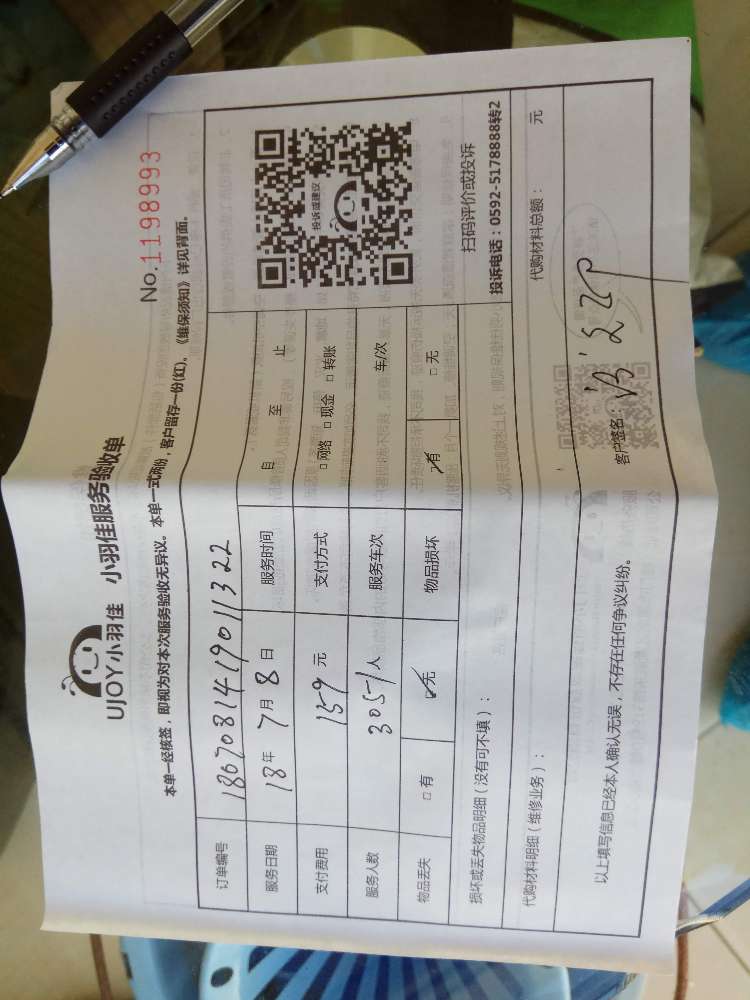 No.1198993
UJOY小羽佳 小羽佳服务验收单
本单一经核签，即视为对本次服务验收无异议。本单一式两份，客户留存一份(红)。《维保须知》详见背面。
订单编号 18670814190 11322
服务日期 18年 7月 8日 服务时间 自 至 止
支付费用 159 元 支付方式 □网络 □现金 □转账
服务人数 人 服务车次 车/次
物品丢失 □有 □无 物品损坏 □有 □无
投诉或建议
扫码评价或投诉
投诉电话：0592-5178888转2
损坏或丢失物品明细（没有可不填）：
代购材料明细（维修业务）： 代购材料总额： 元
以上填写信息已经本人确认无误，不存在任何争议纠纷。 客户签名：